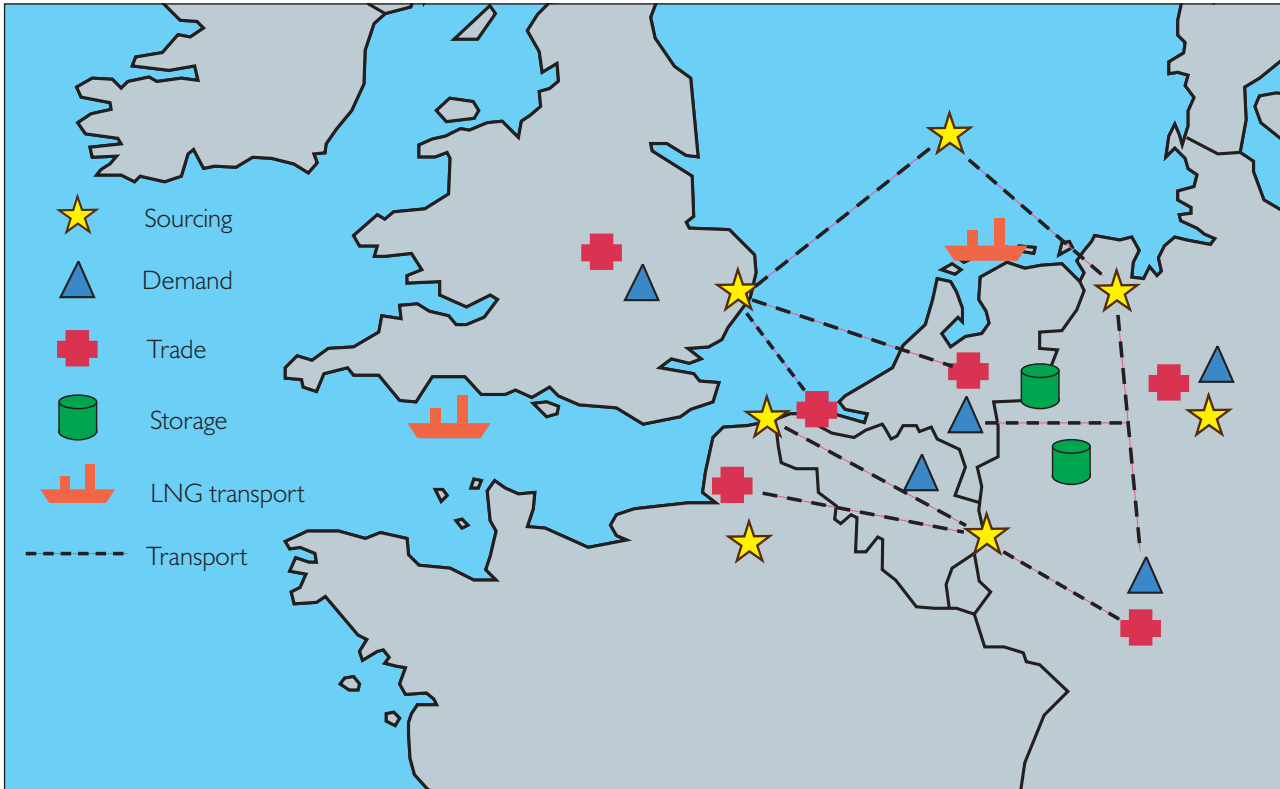 Sourcing
Demand
Trade
Storage
LNG transport
Transport